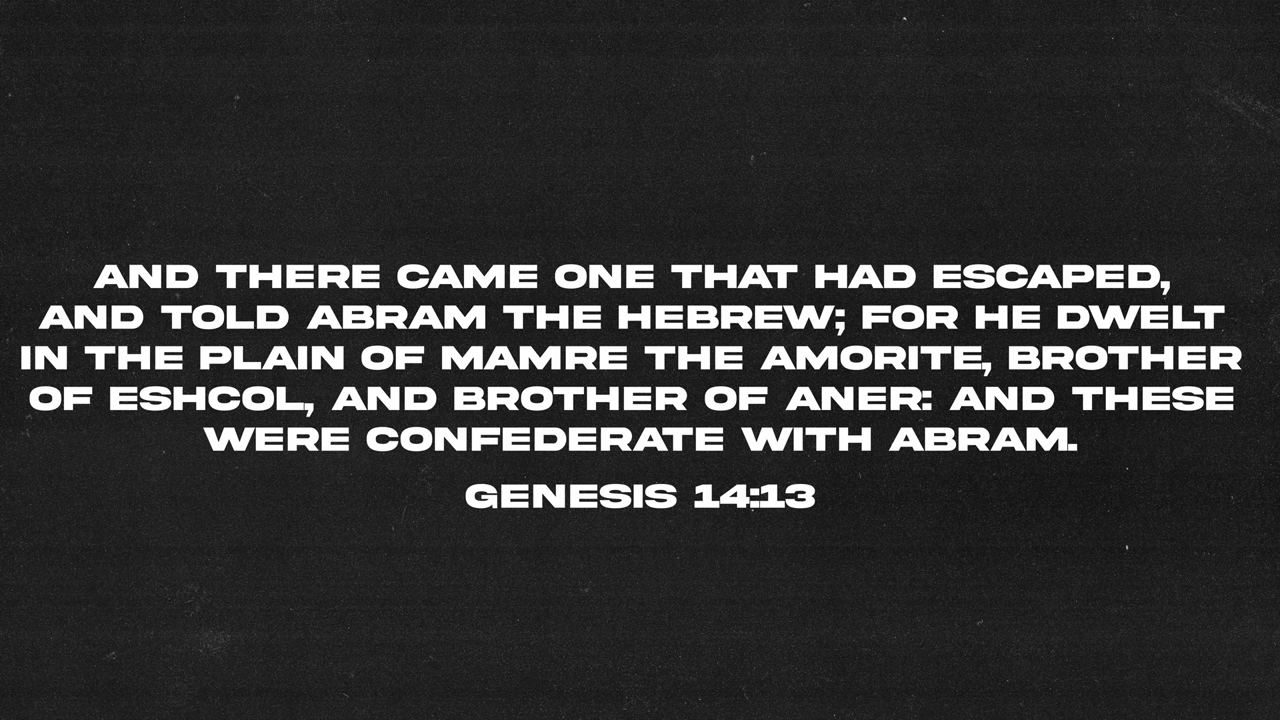 AND THERE CAME ONE THAT HAD ESCAPED,
AND TOLD ABRAM THE HEBREW; FOR HE DWELT
IN THE PLAIN OF MAMRE THE AMORITE, BROTHER
OF ESHCOL, AND BROTHER OF ANER: AND THESE
WERE CONFEDERATE WITH ABRAM.
GENESIS 14:13